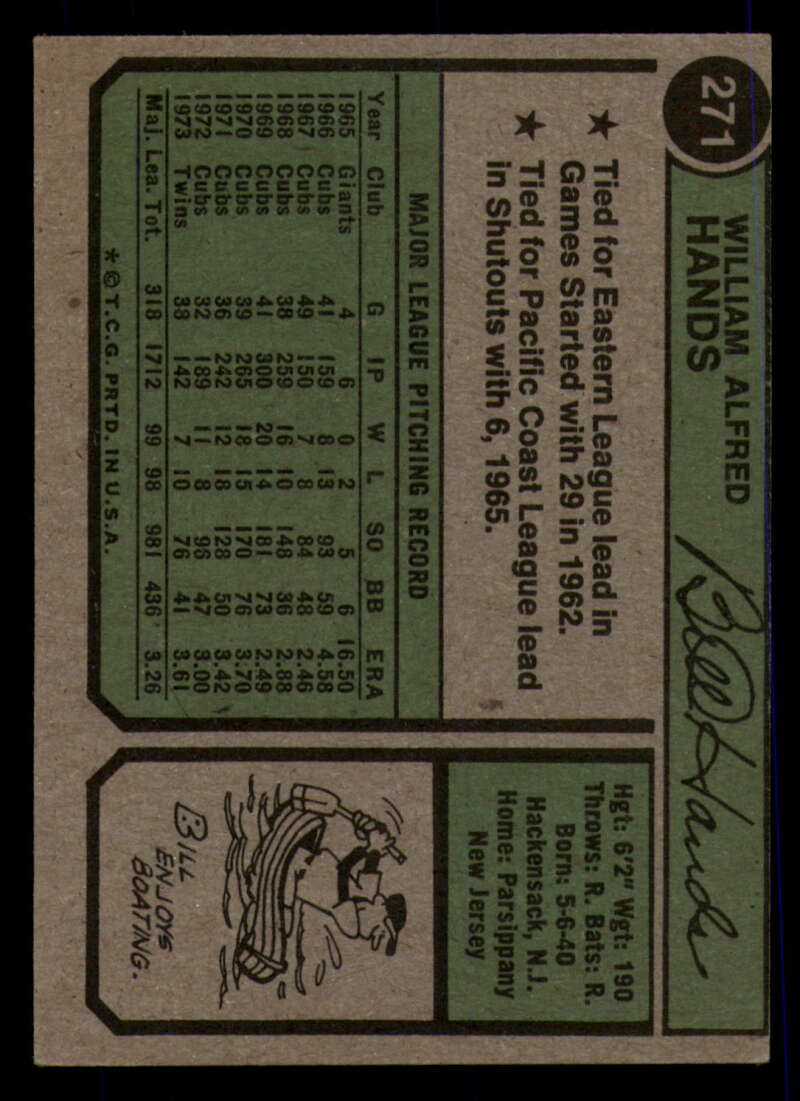 271
WILLIAM ALFRED
HANDS
Bill Hands
★ Tied for Eastern League lead in
Games Started with 29 in 1962.
★ Tied for Pacific Coast League lead
in Shutouts with 6, 1965.
Hgt: 6'2" Wgt: 190
Throws: R. Bats: R.
Born: 5-6-40
Hackensack, N.J.
Home: Parsippany
New Jersey
MAJOR LEAGUE PITCHING RECORD
Year Club G IP W L SO BB ERA
1965 Giants 4 6 0 2 5 6 16.50
1966 Cubs 41 159 8 13 93 59 4.58
1967 Cubs 49 150 7 8 84 48 2.46
1968 Cubs 38 259 16 10 148 36 2.88
1969 Cubs 41 300 20 14 181 73 2.49
1970 Cubs 39 265 18 15 170 76 3.70
1971 Cubs 36 242 12 18 128 50 3.42
1972 Cubs 32 189 11 8 96 47 3.00
1973 Twins 38 142 7 10 76 41 3.61
Maj. Lea. Tot. 318 1712 99 98 981 436 3.26
* © T.C.G. PRTD. IN U.S.A.
BILL
ENJOYS
BOATING.